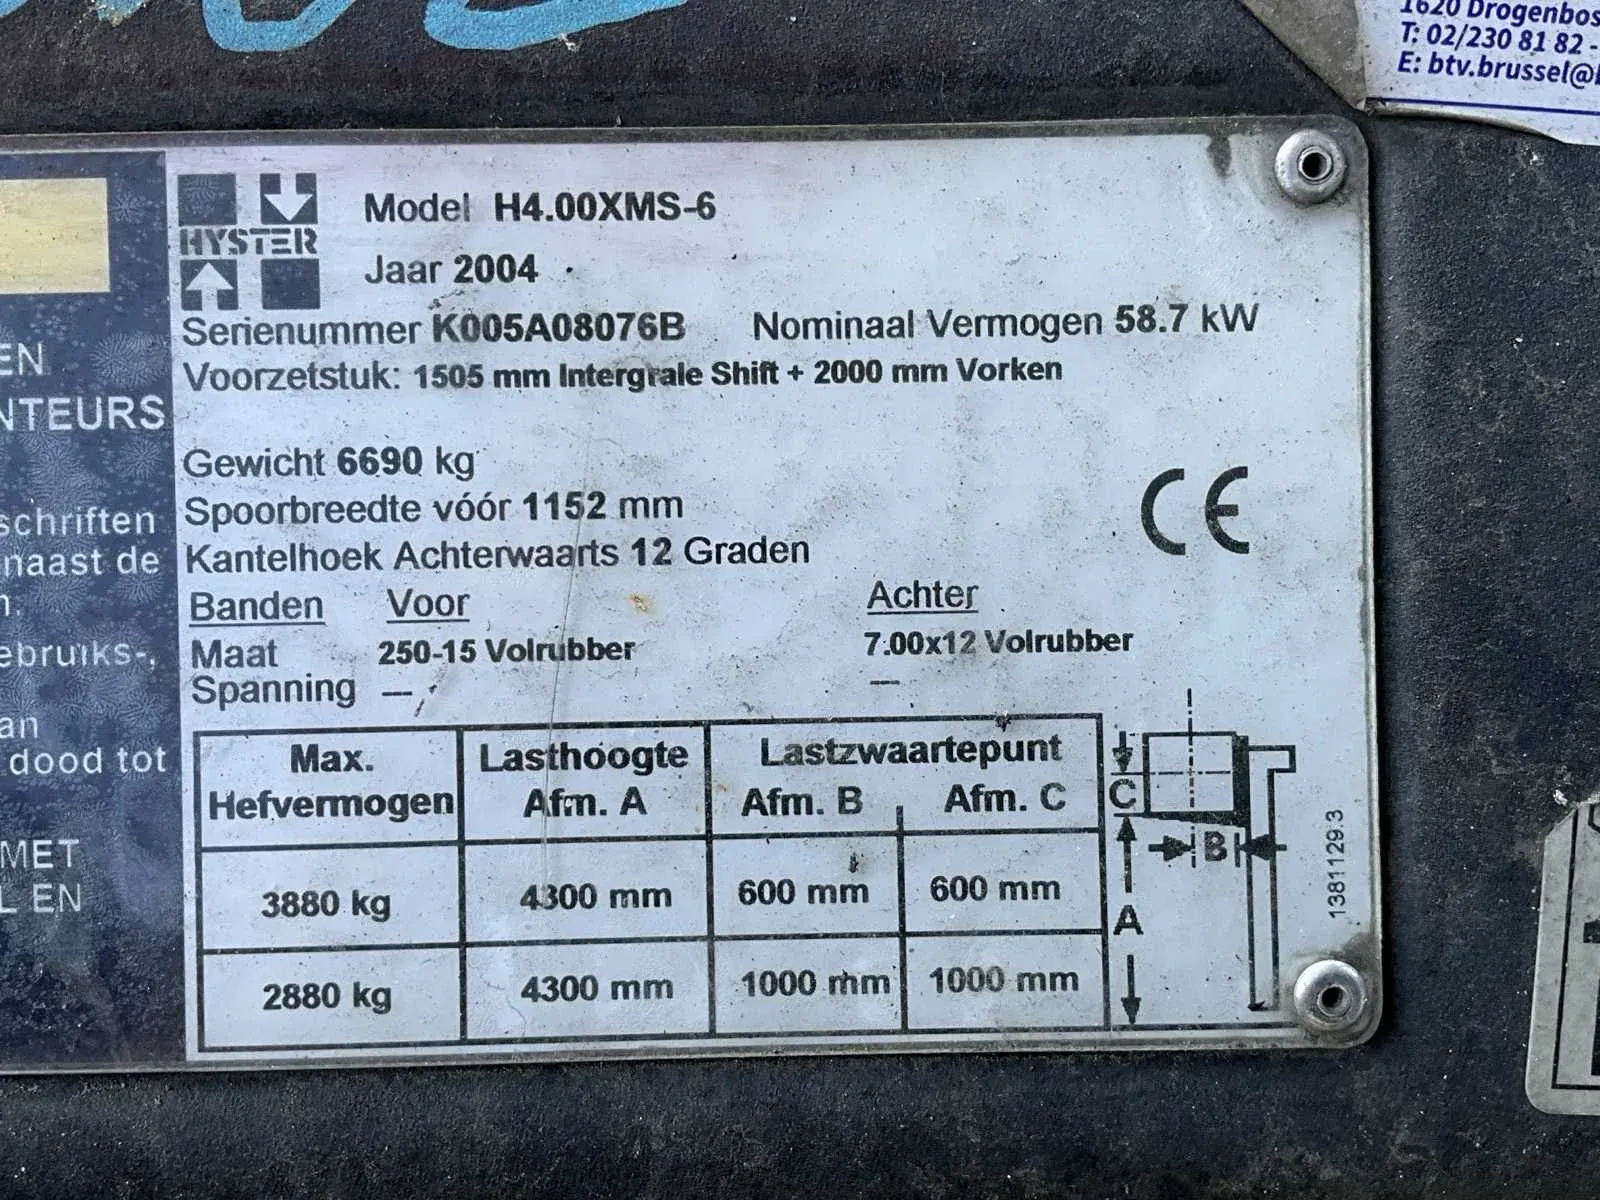 1620 Drogenbos
T: 02/230 81 82 -
E: btv.brussel@
HYSTER
Model H4.00XMS-6
Jaar 2004
Serienummer K005A08076B Nominaal Vermogen 58.7 kW
Voorzetstuk: 1505 mm Intergrale Shift + 2000 mm Vorken
Gewicht 6690 kg
Spoorbreedte vóór 1152 mm
Kantelhoek Achterwaarts 12 Graden
Banden Voor Achter
Maat 250-15 Volrubber 7.00x12 Volrubber
Spanning — —
Max. Hefvermogen Lasthoogte Afm. A Lastzwaartepunt
Afm. B Afm. C
3880 kg 4300 mm 600 mm 600 mm
2880 kg 4300 mm 1000 mm 1000 mm
C
B
A
1381129.3
CE
EN
NTEURS
schriften
naast de
n.
ebruiks-,
an
dood tot
MET
L EN